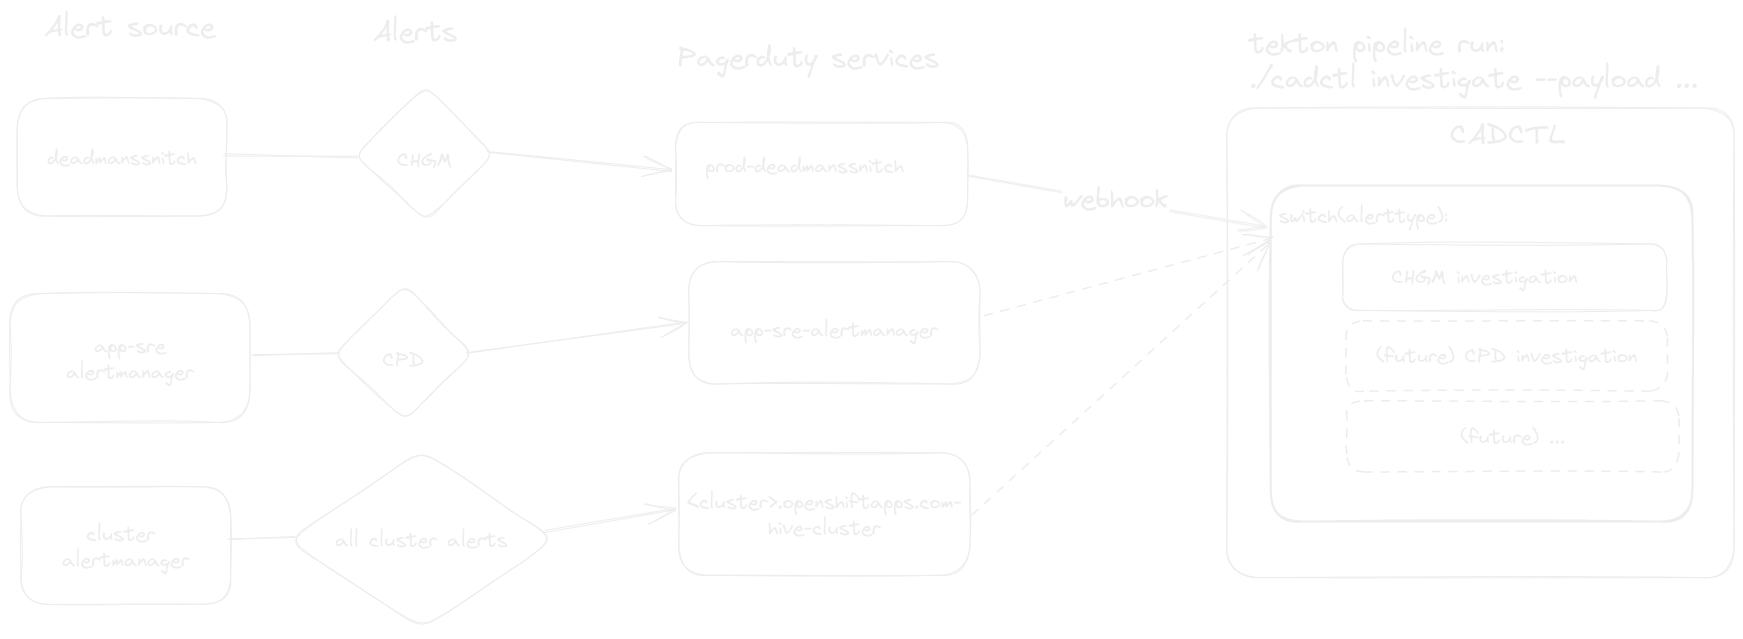 Alert source
Alerts
Pagerduty services
tekton pipeline run:
./cadctl investigate --payload ...
CADCTL
deadmanssnitch
CHGM
prod-deadmanssnitch
webhook
switch(alerttype):
CHGM investigation
app-sre
alertmanager
CPD
app-sre-alertmanager
(future) CPD investigation
(future) ...
cluster
alertmanager
all cluster alerts
<cluster>.openshiftapps.com-
hive-cluster